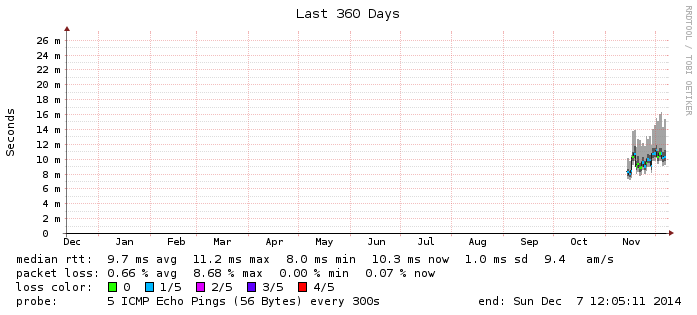 Last 360 Days
RRDTOOL / TOBI OETIKER
Seconds
26 m
24 m
22 m
20 m
18 m
16 m
14 m
12 m
10 m
8 m
6 m
4 m
2 m
0
Dec Jan Feb Mar Apr May Jun Jul Aug Sep Oct Nov
median rtt: 9.7 ms avg 11.2 ms max 8.0 ms min 10.3 ms now 1.0 ms sd 9.4 am/s
packet loss: 0.66 % avg 8.68 % max 0.00 % min 0.07 % now
loss color: 0 1/5 2/5 3/5 4/5
probe: 5 ICMP Echo Pings (56 Bytes) every 300s end: Sun Dec 7 12:05:11 2014